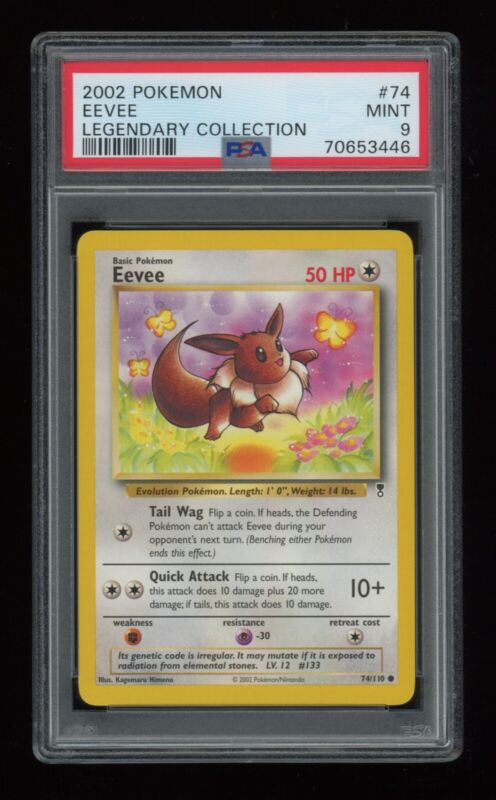 2002 POKEMON #74
EEVEE MINT
LEGENDARY COLLECTION 9
PSA 70653446
Basic Pokémon
Eevee 50 HP
Evolution Pokémon. Length: 1' 0", Weight: 14 lbs.
Tail Wag Flip a coin. If heads, the Defending
Pokémon can't attack Eevee during your
opponent's next turn. (Benching either Pokémon
ends this effect.)
Quick Attack Flip a coin. If heads,
this attack does 10 damage plus 20 more
damage; if tails, this attack does 10 damage.
10+
weakness resistance retreat cost
-30
Its genetic code is irregular. It may mutate if it is exposed to
radiation from elemental stones. LV. 12 #133
Illus. Kagemaru Himeno © 2002 Pokémon/Nintendo 74/110